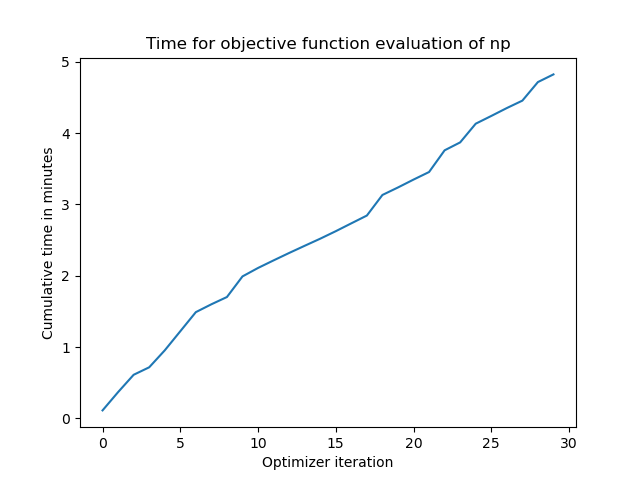 Time for objective function evaluation of np
5
4
3
2
1
0
Cumulative time in minutes
0 5 10 15 20 25 30
Optimizer iteration